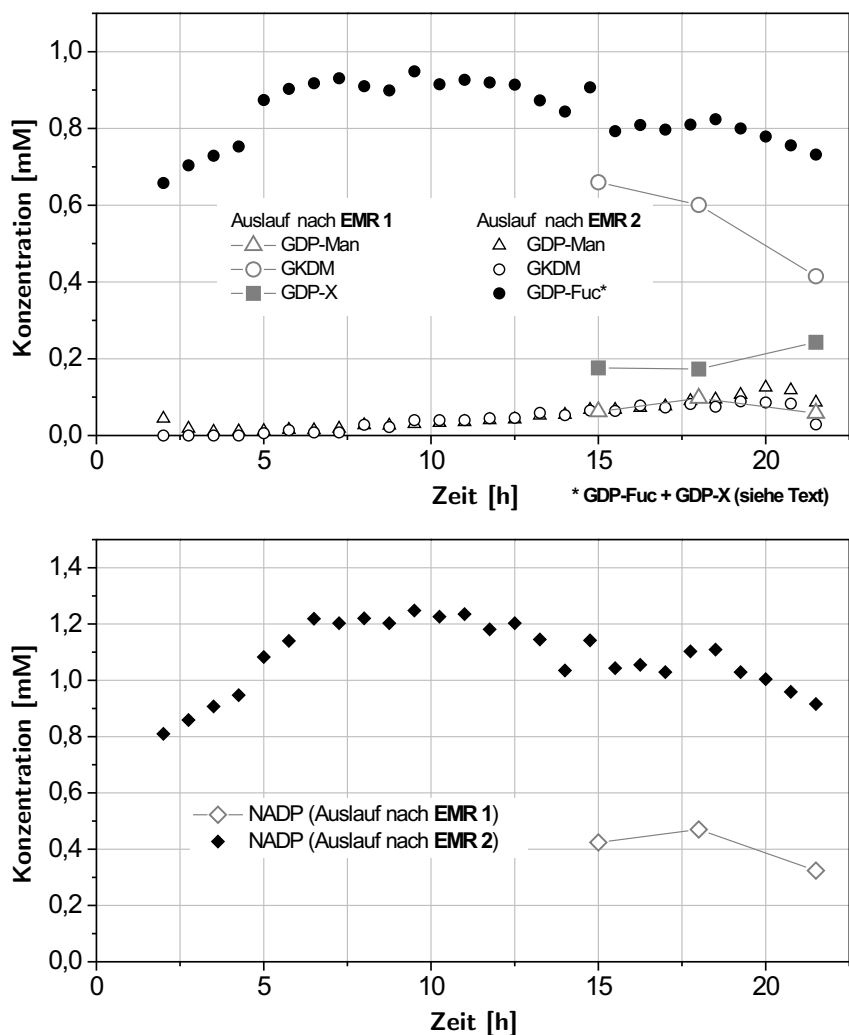 1,0
0,8
0,6
0,4
0,2
0,0
Konzentration [mM]
Auslauf nach EMR 1
GDP-Man
GKDM
GDP-X
Auslauf nach EMR 2
GDP-Man
GKDM
GDP-Fuc*
0 5 10 15 20
Zeit [h]
* GDP-Fuc + GDP-X (siehe Text)
1,4
1,2
1,0
0,8
0,6
0,4
0,2
0,0
Konzentration [mM]
NADP (Auslauf nach EMR 1)
NADP (Auslauf nach EMR 2)
0 5 10 15 20
Zeit [h]